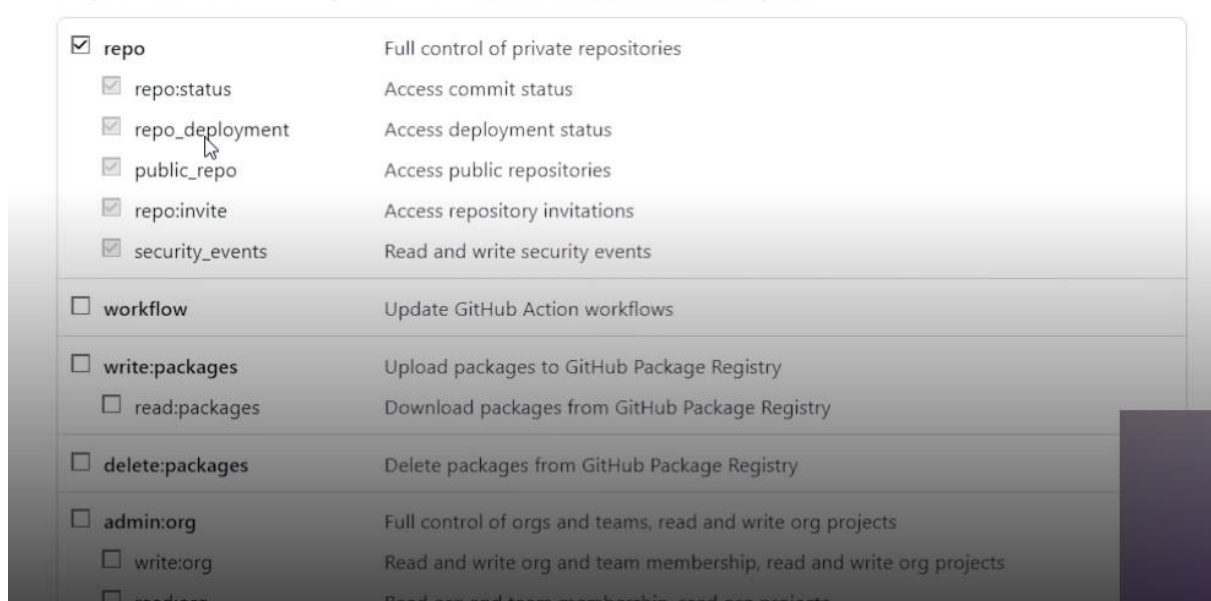 repo Full control of private repositories
repo:status Access commit status
repo_deployment Access deployment status
public_repo Access public repositories
repo:invite Access repository invitations
security_events Read and write security events
workflow Update GitHub Action workflows
write:packages Upload packages to GitHub Package Registry
read:packages Download packages from GitHub Package Registry
delete:packages Delete packages from GitHub Package Registry
admin:org Full control of orgs and teams, read and write org projects
write:org Read and write org and team membership, read and write org projects